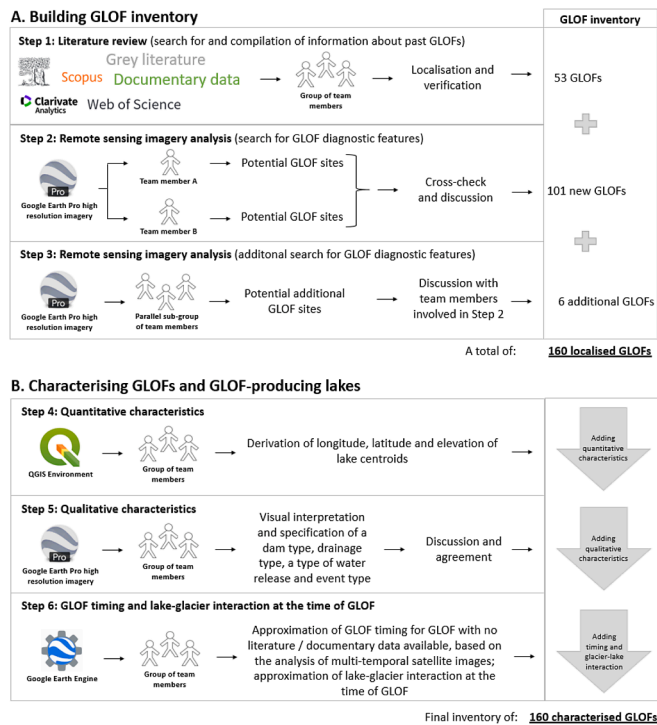 A. Building GLOF inventory
GLOF inventory
Step 1: Literature review (search for and compilation of information about past GLOFs)
Grey literature
Scopus
Documentary data
Clarivate
Analytics
Web of Science
Group of team
members
Localisation and
verification
53 GLOFs
Step 2: Remote sensing imagery analysis (search for GLOF diagnostic features)
Pro
Google Earth Pro high
resolution imagery
Team member A
Potential GLOF sites
Team member B
Potential GLOF sites
Cross-check
and discussion
101 new GLOFs
Step 3: Remote sensing imagery analysis (additonal search for GLOF diagnostic features)
Pro
Google Earth Pro high
resolution imagery
Parallel sub-group
of team members
Potential additional
GLOF sites
Discussion with
team members
involved in Step 2
6 additional GLOFs
A total of: 160 localised GLOFs
B. Characterising GLOFs and GLOF-producing lakes
Step 4: Quantitative characteristics
QGIS Environment
Group of team
members
Derivation of longitude, latitude and elevation of
lake centroids
Adding
quantitative
characteristics
Step 5: Qualitative characteristics
Pro
Google Earth Pro high
resolution imagery
Group of team
members
Visual interpretation
and specification of a
dam type, drainage
type, a type of water
release and event type
Discussion and
agreement
Adding
qualitative
characteristics
Step 6: GLOF timing and lake-glacier interaction at the time of GLOF
Google Earth Engine
Group of team
members
Approximation of GLOF timing for GLOF with no
literature / documentary data available, based on
the analysis of multi-temporal satellite images;
approximation of lake-glacier interaction at the
time of GLOF
Adding
timing and
glacier-lake
interaction
Final inventory of: 160 characterised GLOFs